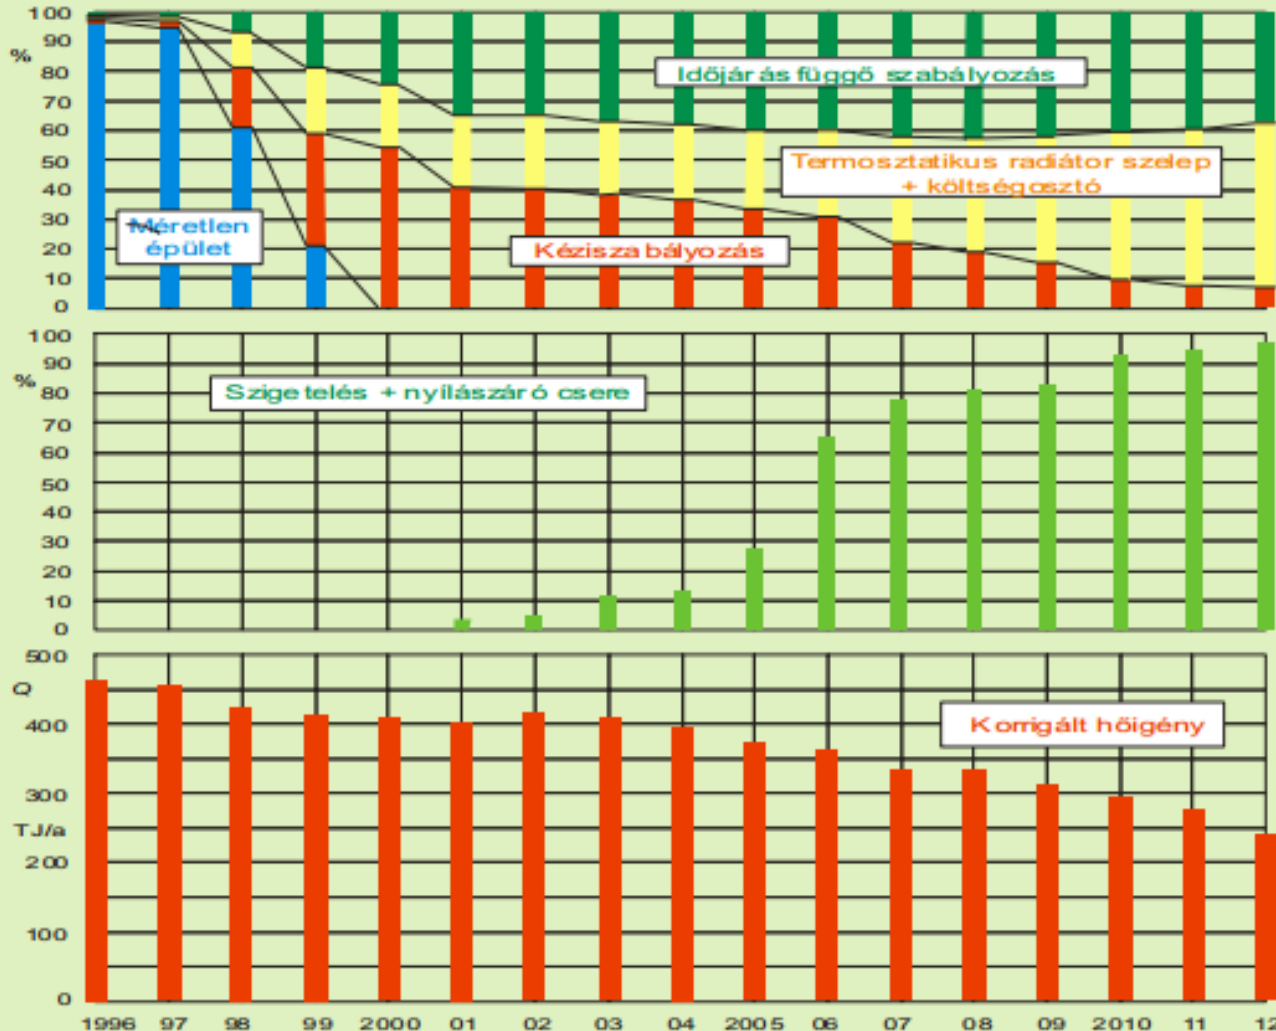 100
90
%
80
70
60
50
40
30
20
10
0
Időjárás függő szabályozás
Termosztatikus radiátor szelep
+ költségosztó
Méretlen
épület
Kéziszabályozás
100
90
%
80
70
60
50
40
30
20
10
0
Szigetelés + nyílászáró csere
500
Q
400
300
TJ/a
200
100
0
Korrigált hőigény
1996 97 98 99 2000 01 02 03 04 2005 06 07 08 09 2010 11 12